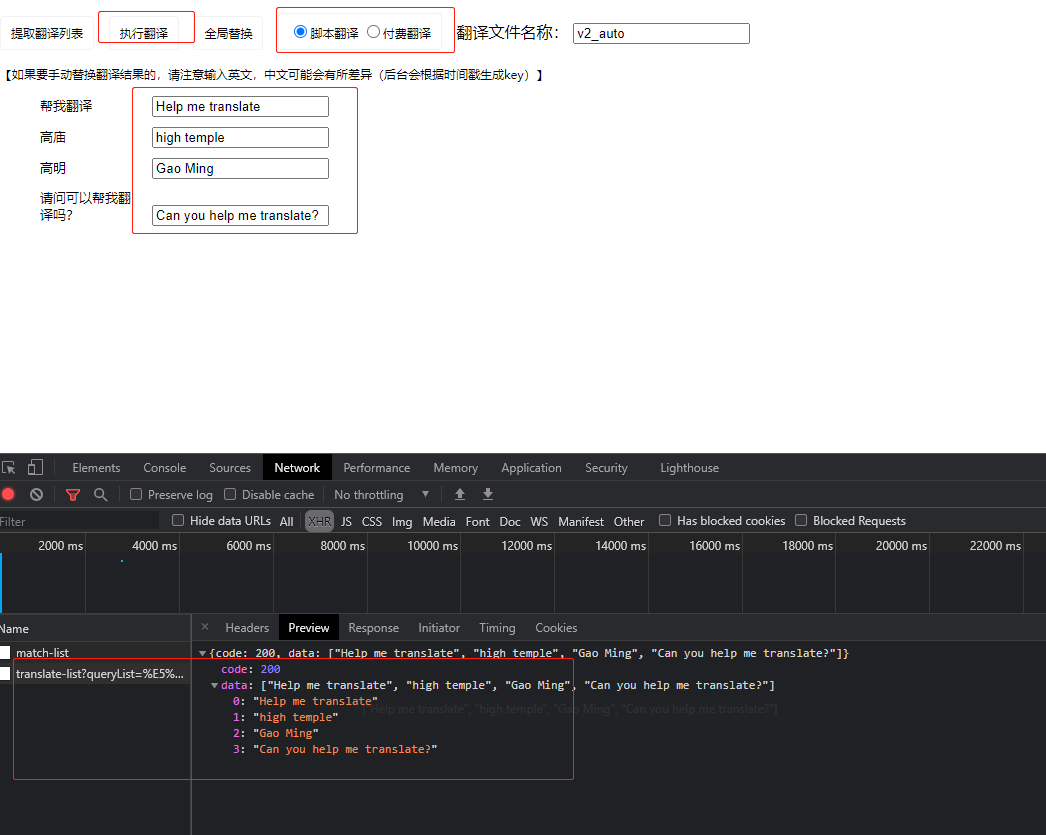 提取翻译列表 执行翻译 全局替换 脚本翻译 付费翻译 翻译文件名称： v2_auto
【如果要手动替换翻译结果的，请注意输入英文，中文可能会有所差异（后台会根据时间戳生成key）】
帮我翻译 Help me translate
高庙 high temple
高明 Gao Ming
请问可以帮我翻
译吗? Can you help me translate?
Elements Console Sources Network Performance Memory Application Security Lighthouse
Preserve log Disable cache No throttling ▼
Filter Hide data URLs All XHR JS CSS Img Media Font Doc WS Manifest Other Has blocked cookies Blocked Requests
2000 ms 4000 ms 6000 ms 8000 ms 10000 ms 12000 ms 14000 ms 16000 ms 18000 ms 20000 ms 22000 ms
Name × Headers Preview Response Initiator Timing Cookies
match-list ▼{code: 200, data: ["Help me translate", "high temple", "Gao Ming", "Can you help me translate?"]}
translate-list?queryList=%E5%... code: 200
▼data: ["Help me translate", "high temple", "Gao Ming", "Can you help me translate?"]
0: "Help me translate"
["Help me translate", "high temple", "Gao Ming", "Can you help me translate?"]
1: "high temple"
2: "Gao Ming"
3: "Can you help me translate?"